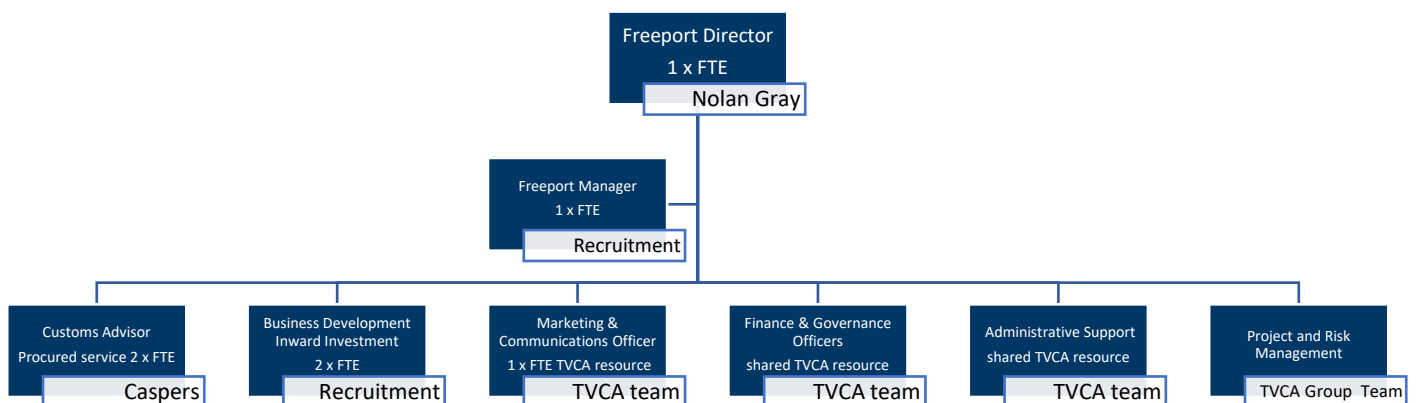 Freeport Director
1 x FTE
Nolan Gray
Freeport Manager
1 x FTE
Recruitment
Customs Advisor
Procured service 2 x FTE
Caspers
Business Development
Inward Investment
2 x FTE
Recruitment
Marketing &
Communications Officer
1 x FTE TVCA resource
TVCA team
Finance & Governance
Officers
shared TVCA resource
TVCA team
Administrative Support
shared TVCA resource
TVCA team
Project and Risk
Management
TVCA Group Team